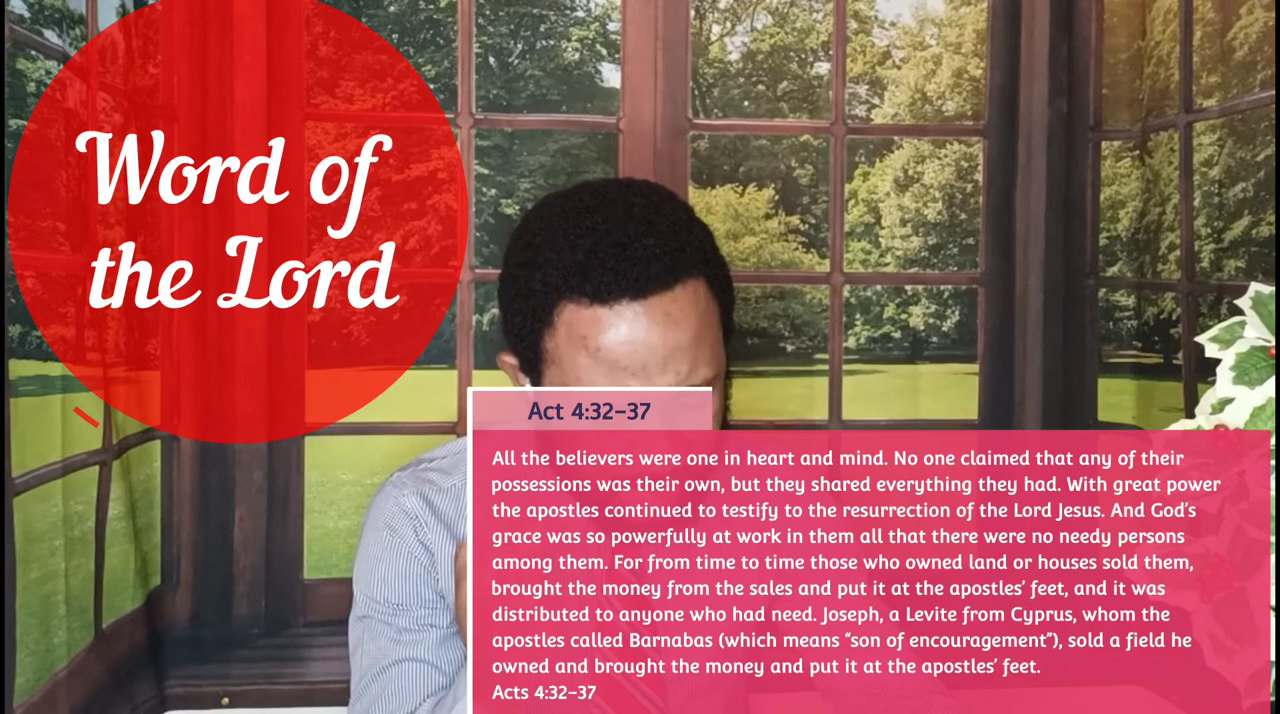 Word of
the Lord
Act 4:32–37
All the believers were one in heart and mind. No one claimed that any of their
possessions was their own, but they shared everything they had. With great power
the apostles continued to testify to the resurrection of the Lord Jesus. And God’s
grace was so powerfully at work in them all that there were no needy persons
among them. For from time to time those who owned land or houses sold them,
brought the money from the sales and put it at the apostles’ feet, and it was
distributed to anyone who had need. Joseph, a Levite from Cyprus, whom the
apostles called Barnabas (which means “son of encouragement”), sold a field he
owned and brought the money and put it at the apostles’ feet.
Acts 4:32–37